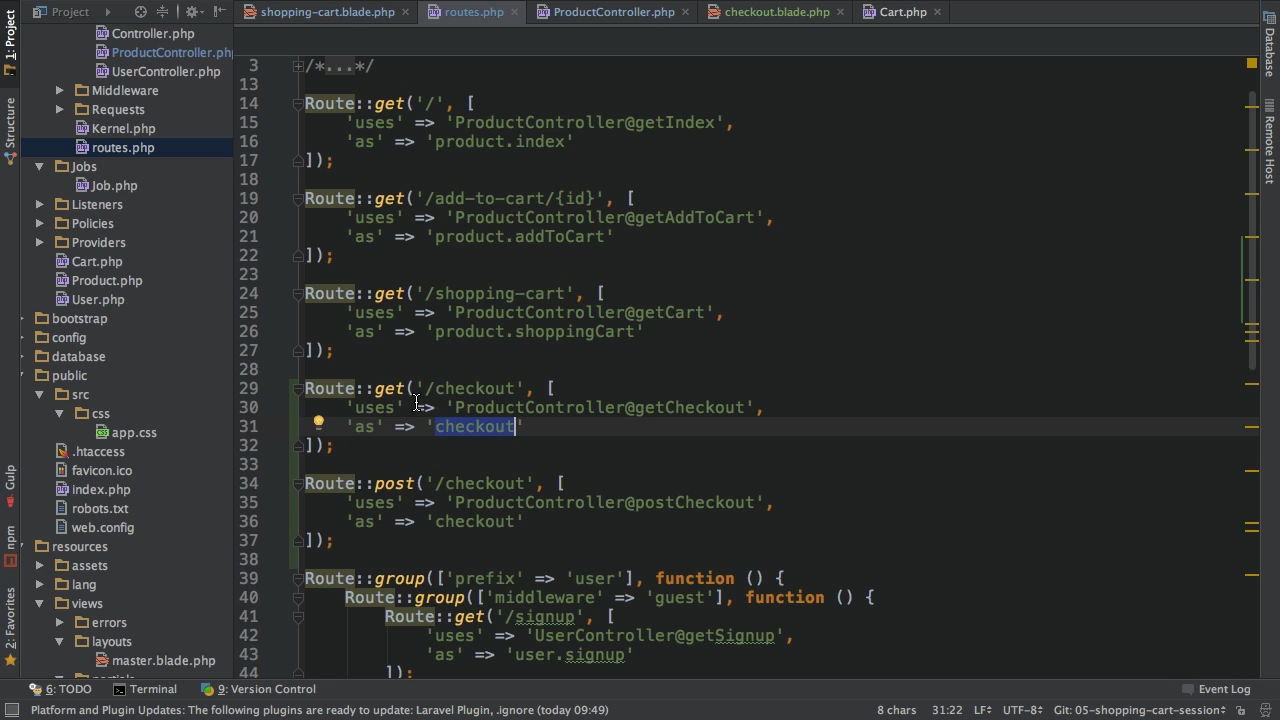 Project
shopping-cart.blade.php
routes.php
ProductController.php
checkout.blade.php
Cart.php
1: Project
Structure
Gulp
npm
2: Favorites
Controller.php
ProductController.ph
UserController.php
Middleware
Requests
Kernel.php
routes.php
Jobs
Job.php
Listeners
Policies
Providers
Cart.php
Product.php
User.php
bootstrap
config
database
public
src
css
app.css
.htaccess
favicon.ico
index.php
robots.txt
web.config
resources
assets
lang
views
errors
layouts
master.blade.php
3 /*...*/
13
14 Route::get('/', [
15 'uses' => 'ProductController@getIndex',
16 'as' => 'product.index'
17 ]);
18
19 Route::get('/add-to-cart/{id}', [
20 'uses' => 'ProductController@getAddToCart',
21 'as' => 'product.addToCart'
22 ]);
23
24 Route::get('/shopping-cart', [
25 'uses' => 'ProductController@getCart',
26 'as' => 'product.shoppingCart'
27 ]);
28
29 Route::get('/checkout', [
30 'uses' => 'ProductController@getCheckout',
31 'as' => 'checkout'
32 ]);
33
34 Route::post('/checkout', [
35 'uses' => 'ProductController@postCheckout',
36 'as' => 'checkout'
37 ]);
38
39 Route::group(['prefix' => 'user'], function () {
40 Route::group(['middleware' => 'guest'], function () {
41 Route::get('/signup', [
42 'uses' => 'UserController@getSignup',
43 'as' => 'user.signup'
44 ]);
Database
Remote Host
6: TODO
Terminal
9: Version Control
Event Log
Platform and Plugin Updates: The following plugins are ready to update: Laravel Plugin, .ignore (today 09:49)
8 chars
31:22
LF
UTF-8
Git: 05-shopping-cart-session